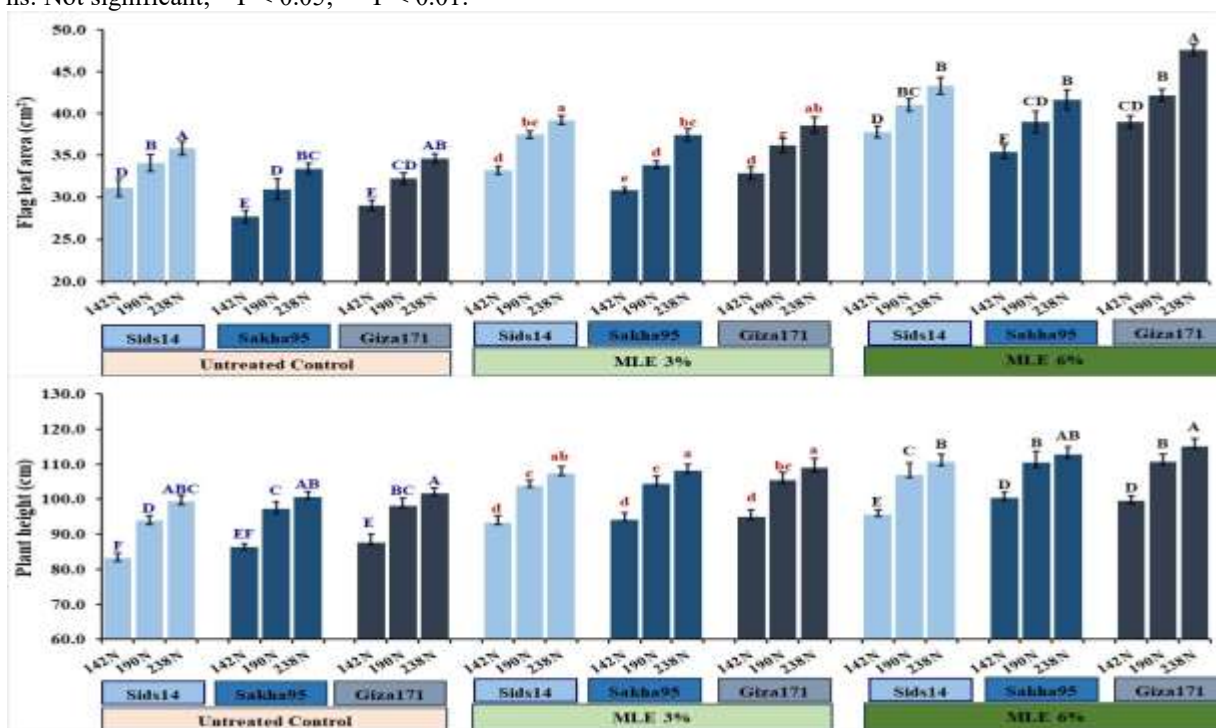 ns: Not significant; * P < 0.05; ** P < 0.01.
Flag leaf area (cm²)
50.0
45.0
40.0
35.0
30.0
25.0
20.0
D B A E D BC E CD AB d bc a e d bc d c ab D BC B E CD B CD B A
142N 190N 238N 142N 190N 238N 142N 190N 238N 142N 190N 238N 142N 190N 238N 142N 190N 238N 142N 190N 238N 142N 190N 238N 142N 190N 238N
Sids14 Sakha95 Giza171 Sids14 Sakha95 Giza171 Sids14 Sakha95 Giza171
Untreated Control MLE 3% MLE 6%
Plant height (cm)
130.0
120.0
110.0
100.0
90.0
80.0
70.0
60.0
F D ABC EF C AB E BC A d c ab d c a d bc a E C B D B AB D B A
142N 190N 238N 142N 190N 238N 142N 190N 238N 142N 190N 238N 142N 190N 238N 142N 190N 238N 142N 190N 238N 142N 190N 238N 142N 190N 238N
Sids14 Sakha95 Giza171 Sids14 Sakha95 Giza171 Sids14 Sakha95 Giza171
Untreated Control MLE 3% MLE 6%